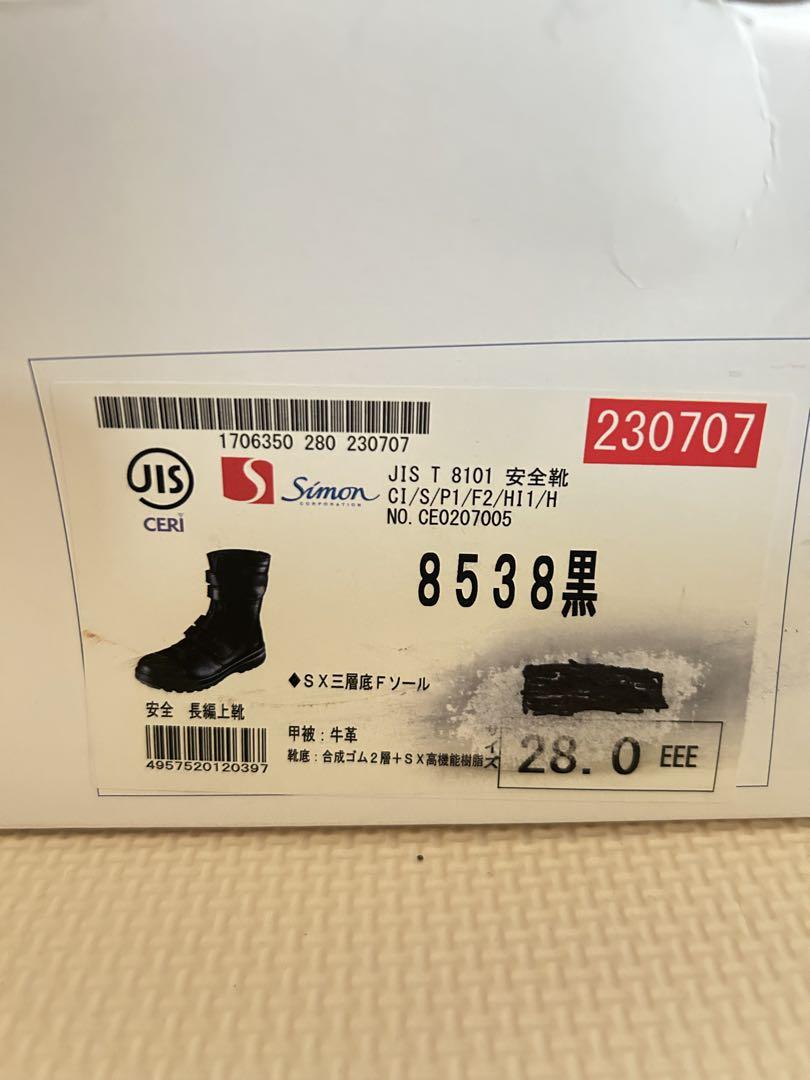 1706350 280 230707
230707
JIS
CERI
Simon
CORPORATION
JIS T 8101 安全靴
CI/S/P1/F2/HI1/H
NO. CE0207005
8538黒
◆SX三層底Fソール
安全 長編上靴
甲被:牛革
靴底:合成ゴム2層+SX高機能樹脂
4957520120397
サイズ
28.0 EEE